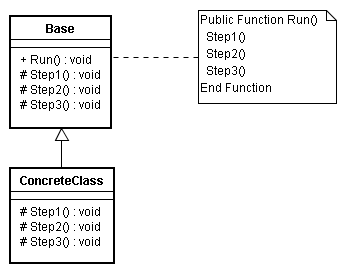 Base
+ Run() : void
# Step1() : void
# Step2() : void
# Step3() : void
Public Function Run()
Step1()
Step2()
Step3()
End Function
ConcreteClass
# Step1() : void
# Step2() : void
# Step3() : void